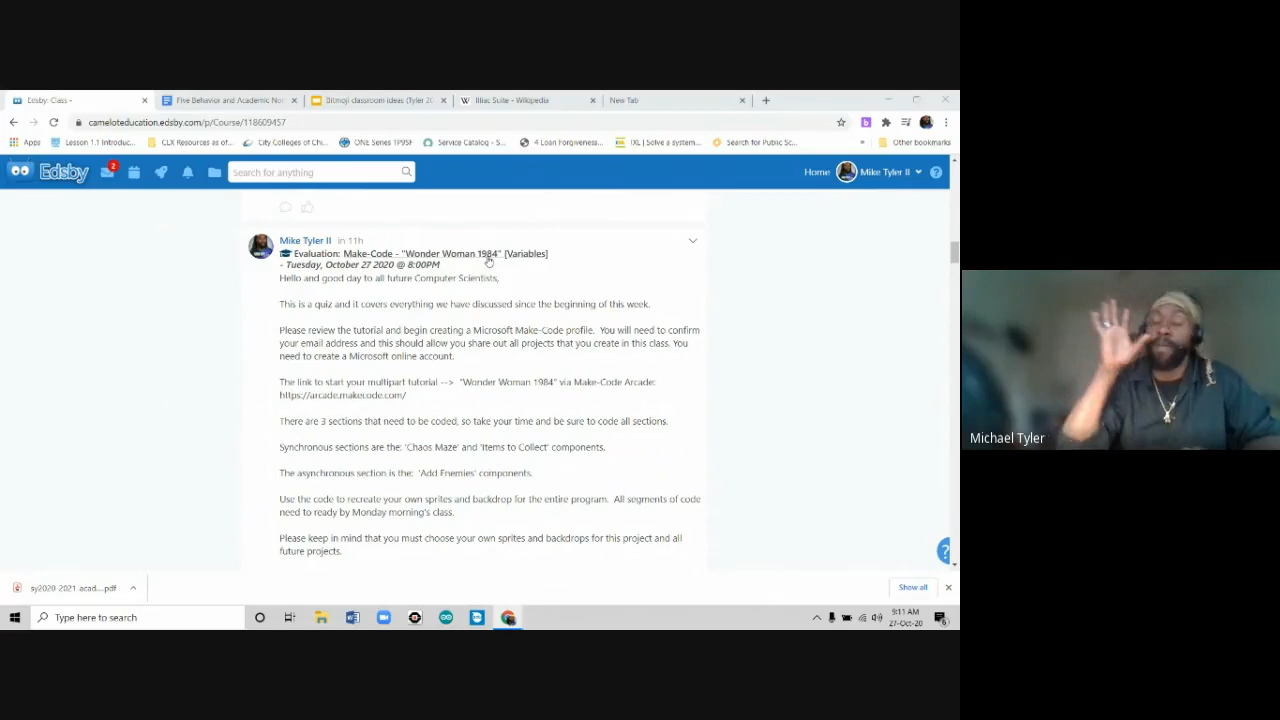 Edsby: Class -
Five Behavior and Academic Nor
Bitmoji classroom ideas (Tyler 20
Illiac Suite - Wikipedia
New Tab
cameloteducation.edsby.com/p/Course/118609457
Apps
Lesson 1.1 Introduc...
CLX Resources as of...
City Colleges of Chi...
ONE Series TP9SF
Service Catalog - S...
4 Loan Forgiveness...
IXL | Solve a system...
Search for Public Sc...
»
Other bookmarks
Edsby
2
Search for anything
Home
Mike Tyler II
Mike Tyler II in 11h
Evaluation: Make-Code - "Wonder Woman 1984" [Variables]
- Tuesday, October 27 2020 @ 8:00PM
Hello and good day to all future Computer Scientists,
This is a quiz and it covers everything we have discussed since the beginning of this week.
Please review the tutorial and begin creating a Microsoft Make-Code profile. You will need to confirm
your email address and this should allow you share out all projects that you create in this class. You
need to create a Microsoft online account.
The link to start your multipart tutorial --> "Wonder Woman 1984" via Make-Code Arcade:
https://arcade.makecode.com/
There are 3 sections that need to be coded, so take your time and be sure to code all sections.
Synchronous sections are the: 'Chaos Maze' and 'Items to Collect' components.
The asynchronous section is the: 'Add Enemies' components.
Use the code to recreate your own sprites and backdrop for the entire program. All segments of code
need to ready by Monday morning's class.
Please keep in mind that you must choose your own sprites and backdrops for this project and all
future projects.
?
Michael Tyler
sy2020-2021 acad....pdf
Show all
Type here to search
9:11 AM
27-Oct-20